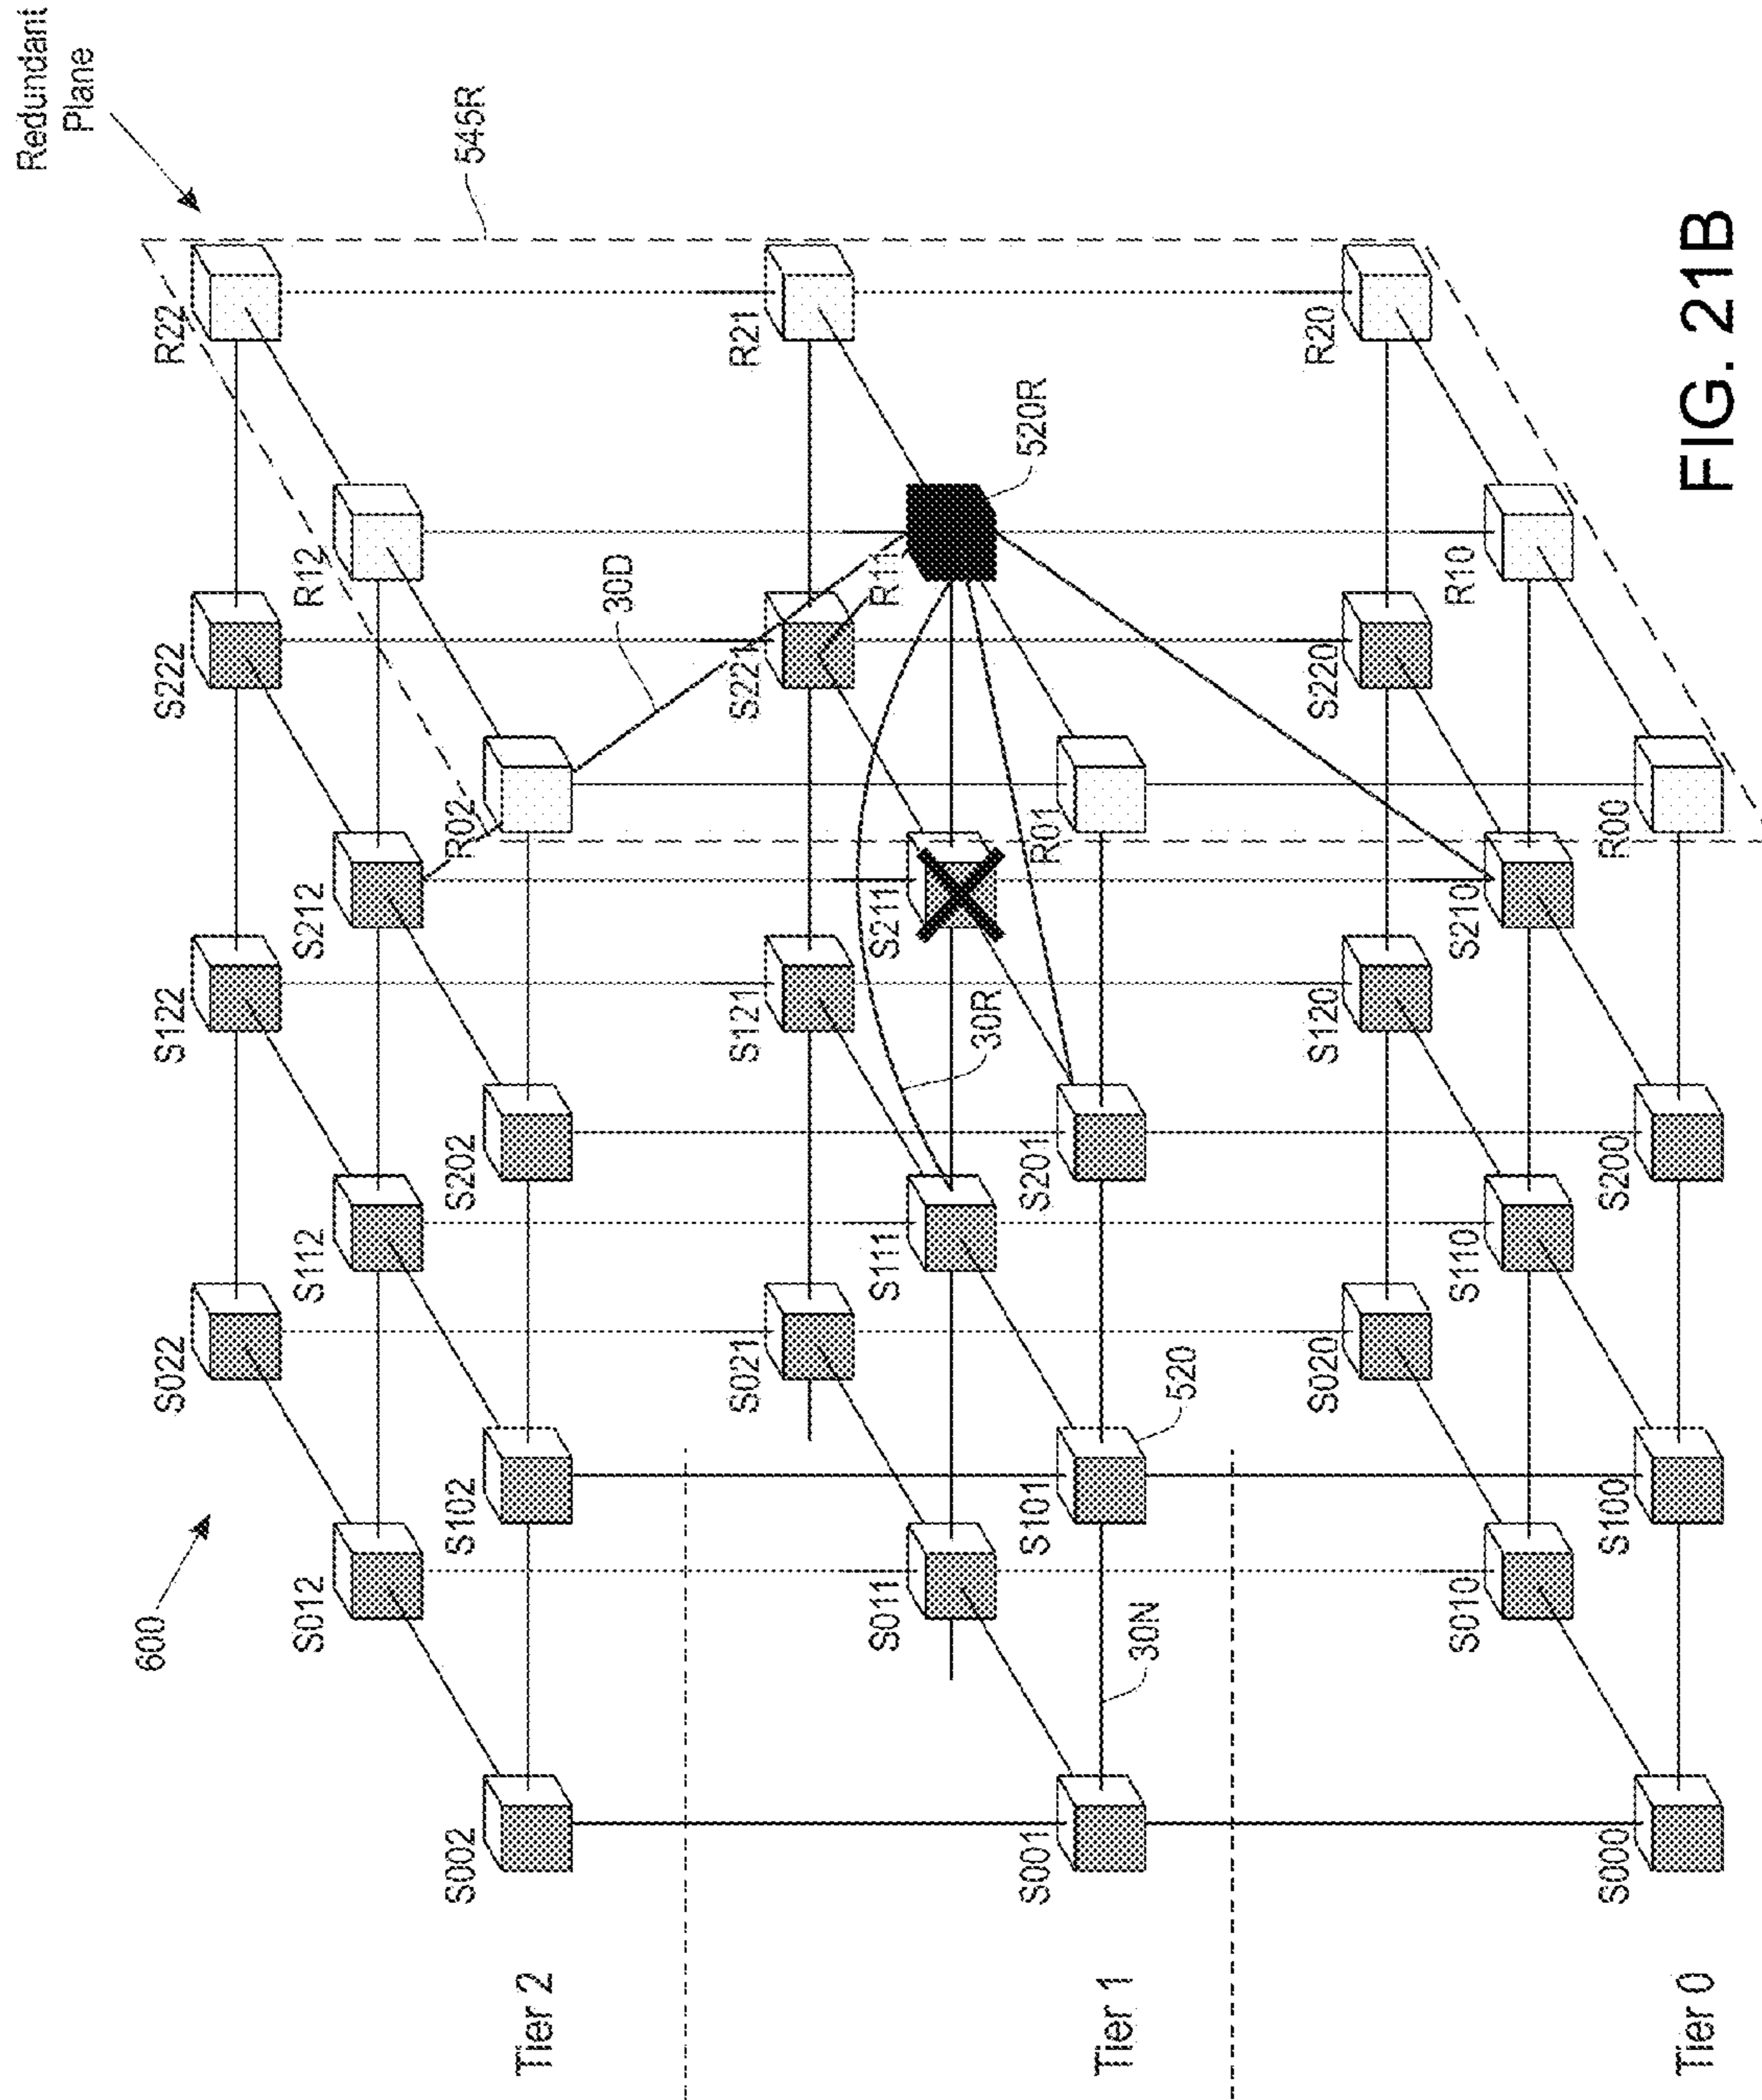 Redundant
Plane
600
S022 S122 S222 R22
S012 S112 S212 R12
S002 S102 S202 R02
546R
Tier 2
30D
S021 S121 S221 R21
S011 S111 S211 R11
30R
520R
S001 S101 S201 R01
Tier 1
30N
520
S020 S120 S220 R20
S010 S110 S210 R10
S000 S100 S200 R00
Tier 0
FIG. 21B